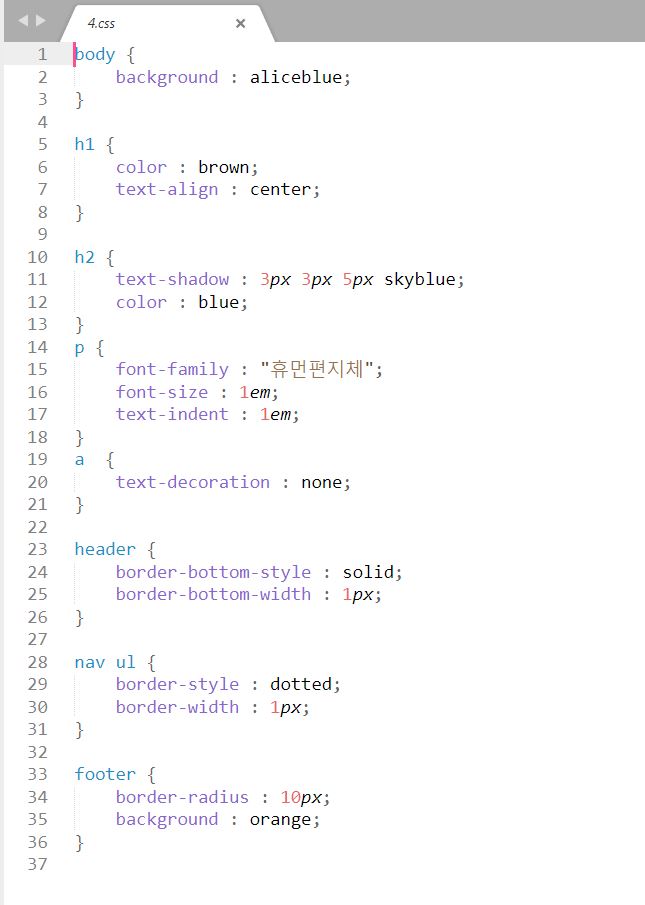 4.css ×
1 body {
2     background : aliceblue;
3 }
4
5 h1 {
6     color : brown;
7     text-align : center;
8 }
9
10 h2 {
11     text-shadow : 3px 3px 5px skyblue;
12     color : blue;
13 }
14 p {
15     font-family : "휴먼편지체";
16     font-size : 1em;
17     text-indent : 1em;
18 }
19 a  {
20     text-decoration : none;
21 }
22
23 header {
24     border-bottom-style : solid;
25     border-bottom-width : 1px;
26 }
27
28 nav ul {
29     border-style : dotted;
30     border-width : 1px;
31 }
32
33 footer {
34     border-radius : 10px;
35     background : orange;
36 }
37